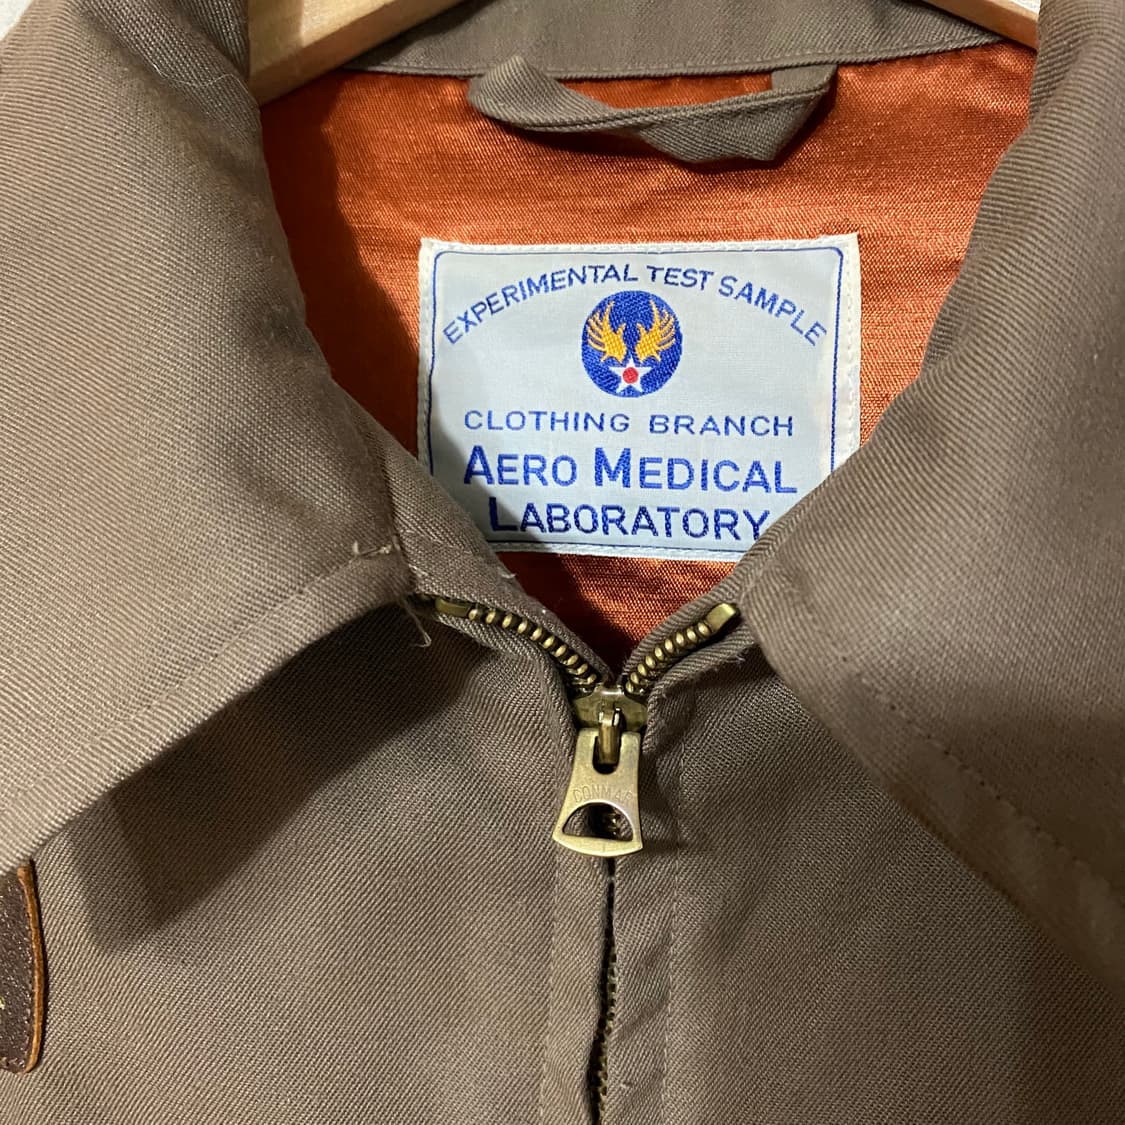 EXPERIMENTAL TEST SAMPLE
CLOTHING BRANCH
AERO MEDICAL
LABORATORY
CONMAR